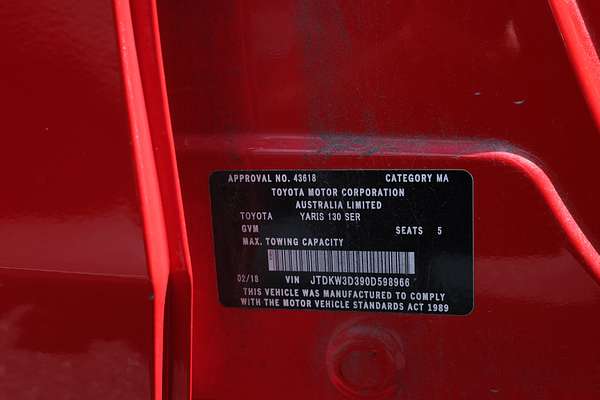 APPROVAL NO. 43618 CATEGORY MA
TOYOTA MOTOR CORPORATION
AUSTRALIA LIMITED
TOYOTA YARIS 130 SER
GVM SEATS 5
MAX. TOWING CAPACITY
02/18 VIN JTDKW3D390D598966
THIS VEHICLE WAS MANUFACTURED TO COMPLY
WITH THE MOTOR VEHICLE STANDARDS ACT 1989